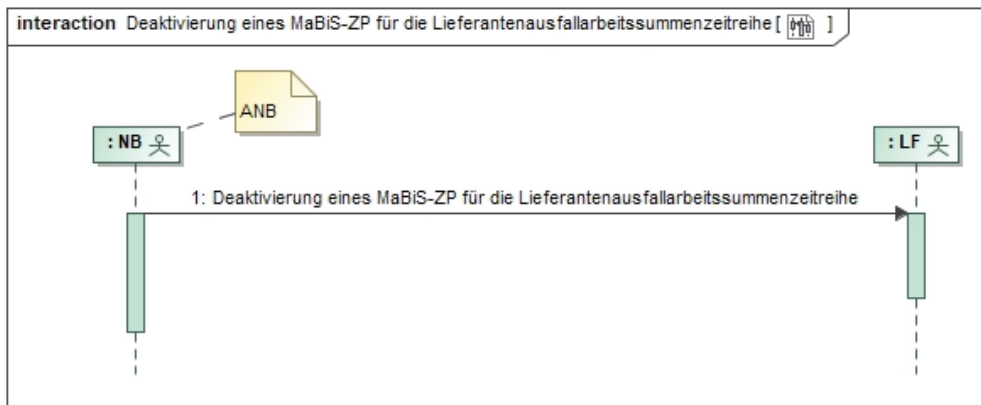 interaction Deaktivierung eines MaBiS-ZP für die Lieferantenausfallarbeitssummenzeitreihe [ ]
ANB
: NB
: LF
1: Deaktivierung eines MaBiS-ZP für die Lieferantenausfallarbeitssummenzeitreihe